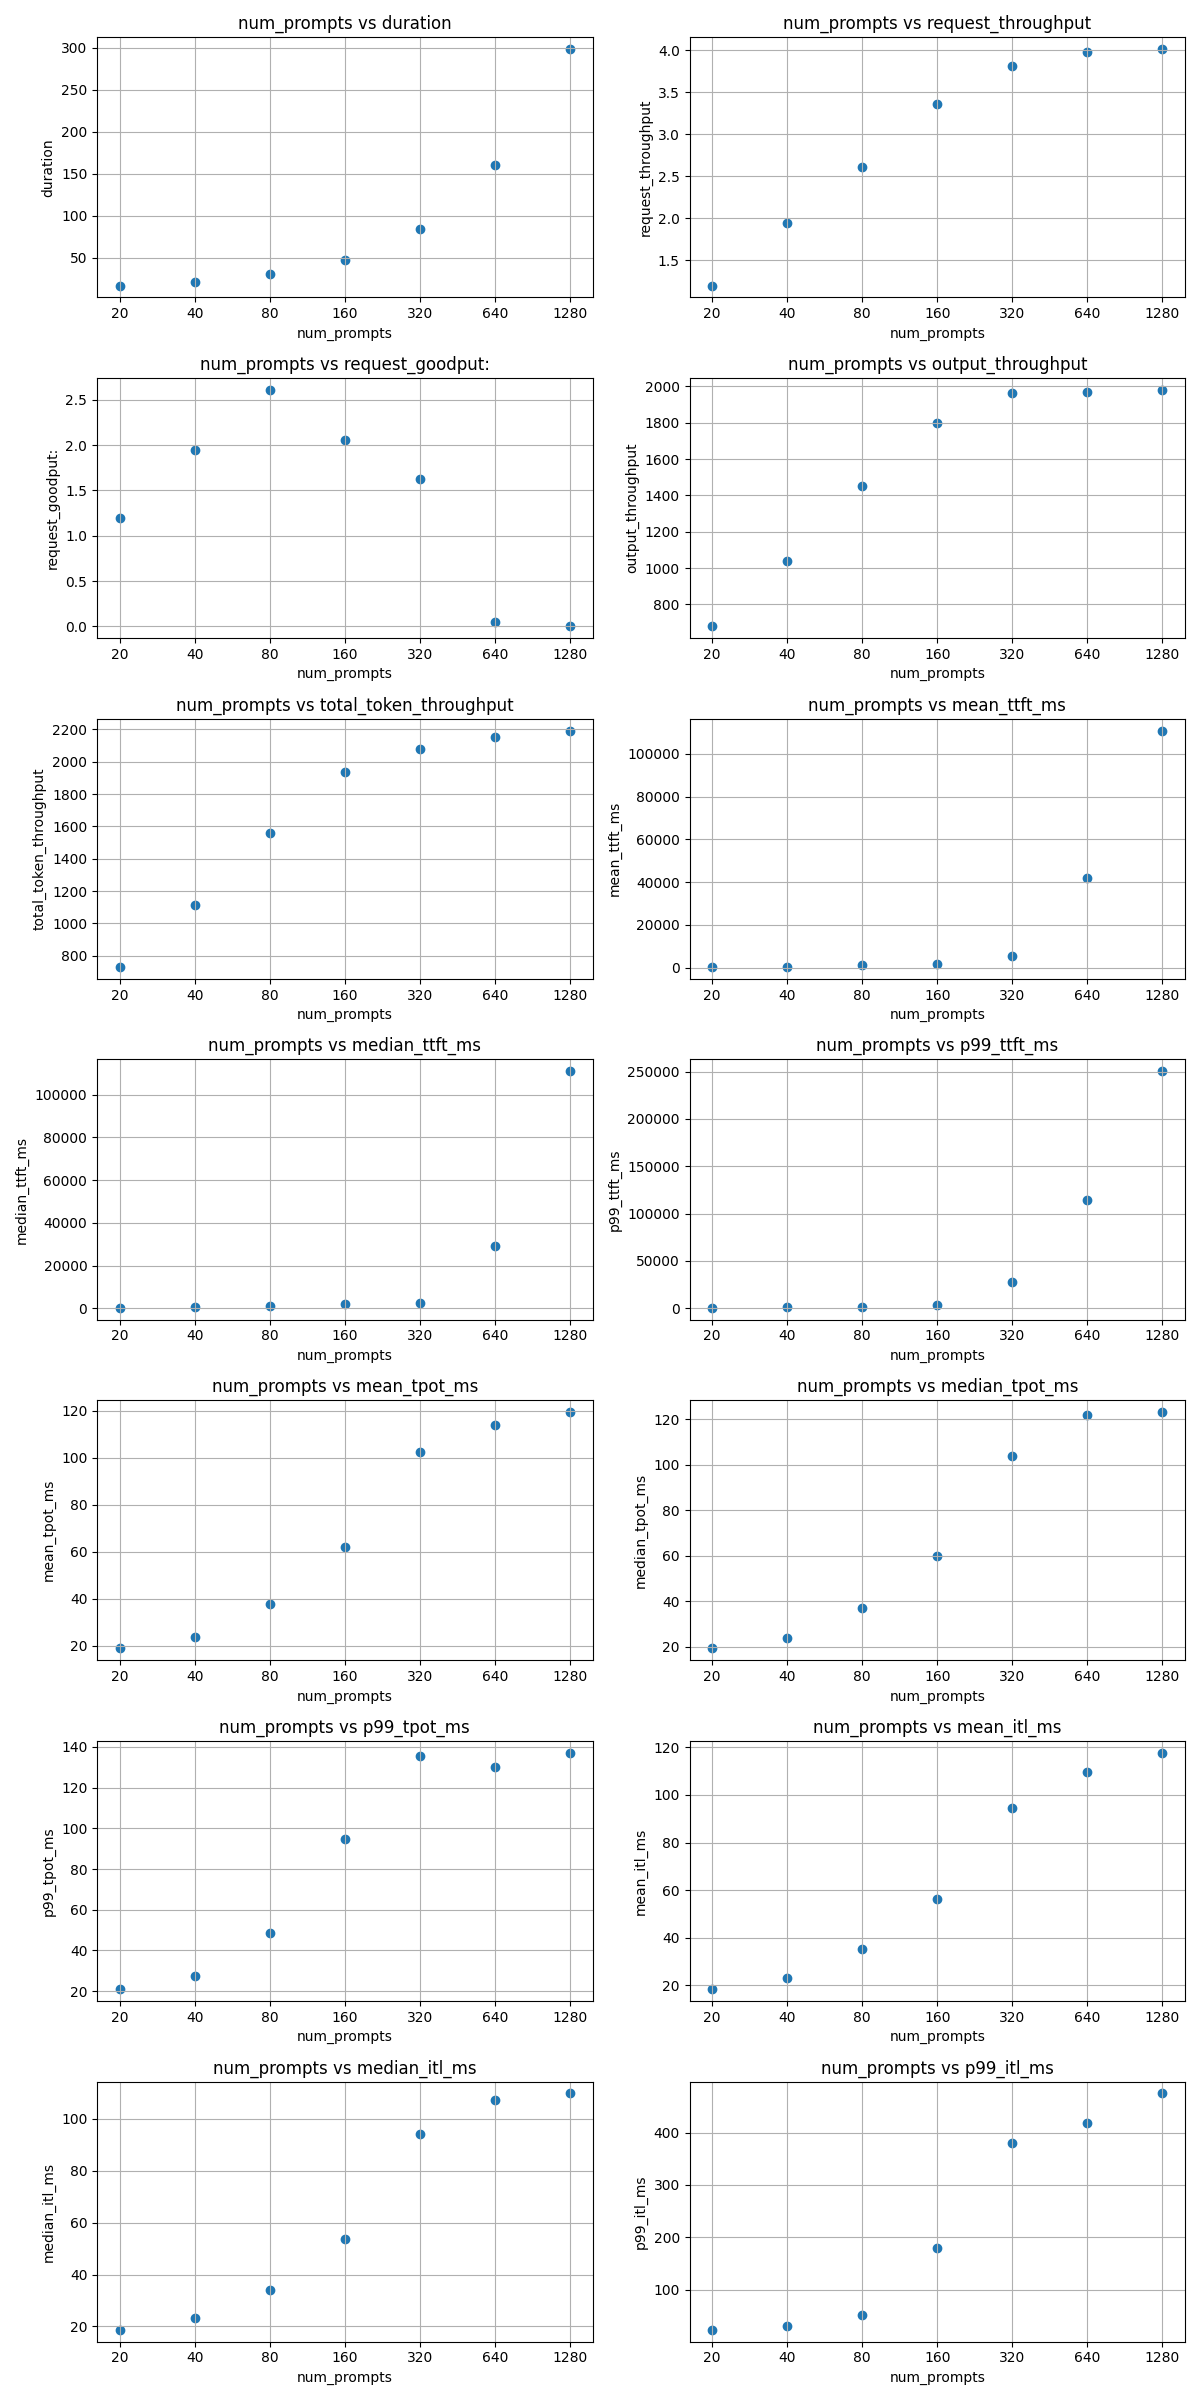 num_prompts vs duration
duration
300
250
200
150
100
50
20 40 80 160 320 640 1280
num_prompts
num_prompts vs request_throughput
request_throughput
4.0
3.5
3.0
2.5
2.0
1.5
20 40 80 160 320 640 1280
num_prompts
num_prompts vs request_goodput:
request_goodput:
2.5
2.0
1.5
1.0
0.5
0.0
20 40 80 160 320 640 1280
num_prompts
num_prompts vs output_throughput
output_throughput
2000
1800
1600
1400
1200
1000
800
20 40 80 160 320 640 1280
num_prompts
num_prompts vs total_token_throughput
total_token_throughput
2200
2000
1800
1600
1400
1200
1000
800
20 40 80 160 320 640 1280
num_prompts
num_prompts vs mean_ttft_ms
mean_ttft_ms
100000
80000
60000
40000
20000
0
20 40 80 160 320 640 1280
num_prompts
num_prompts vs median_ttft_ms
median_ttft_ms
100000
80000
60000
40000
20000
0
20 40 80 160 320 640 1280
num_prompts
num_prompts vs p99_ttft_ms
p99_ttft_ms
250000
200000
150000
100000
50000
0
20 40 80 160 320 640 1280
num_prompts
num_prompts vs mean_tpot_ms
mean_tpot_ms
120
100
80
60
40
20
20 40 80 160 320 640 1280
num_prompts
num_prompts vs median_tpot_ms
median_tpot_ms
120
100
80
60
40
20
20 40 80 160 320 640 1280
num_prompts
num_prompts vs p99_tpot_ms
p99_tpot_ms
140
120
100
80
60
40
20
20 40 80 160 320 640 1280
num_prompts
num_prompts vs mean_itl_ms
mean_itl_ms
120
100
80
60
40
20
20 40 80 160 320 640 1280
num_prompts
num_prompts vs median_itl_ms
median_itl_ms
100
80
60
40
20
20 40 80 160 320 640 1280
num_prompts
num_prompts vs p99_itl_ms
p99_itl_ms
400
300
200
100
20 40 80 160 320 640 1280
num_prompts